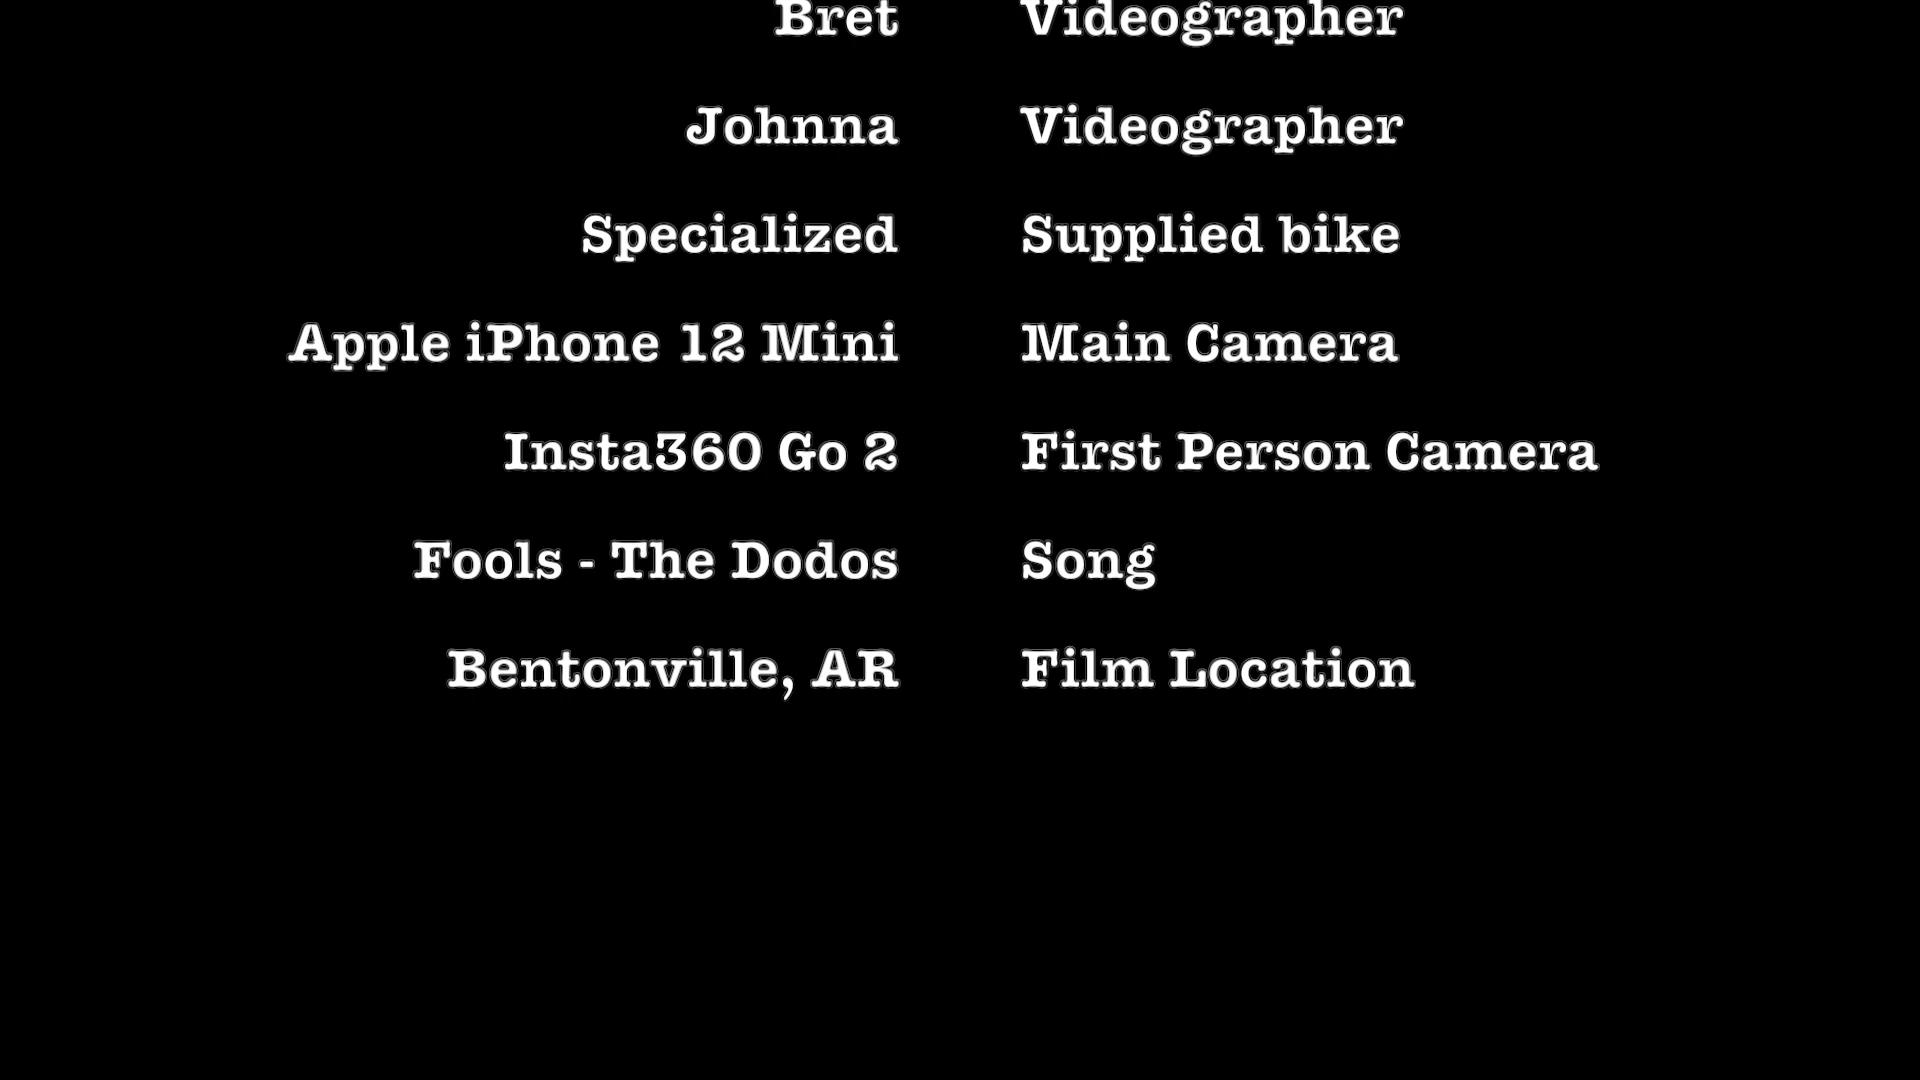 Bret Videographer
Johnna Videographer
Specialized Supplied bike
Apple iPhone 12 Mini Main Camera
Insta360 Go 2 First Person Camera
Fools - The Dodos Song
Bentonville, AR Film Location